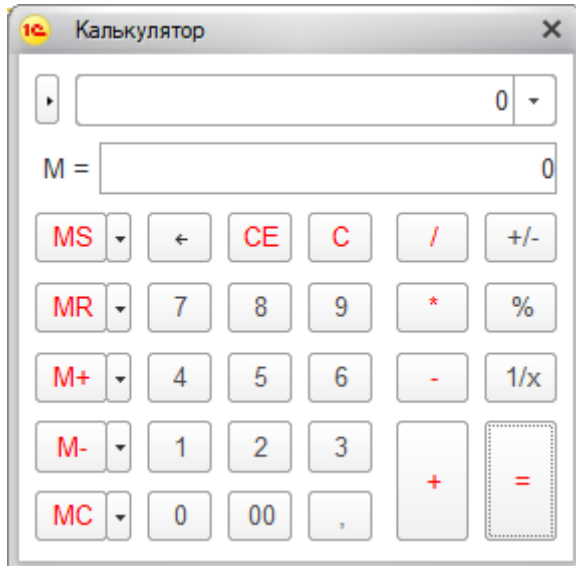 1С Калькулятор
0
M = 0
MS ← CE C / +/-
MR 7 8 9 * %
M+ 4 5 6 - 1/x
M- 1 2 3 + =
MC 0 00 ,